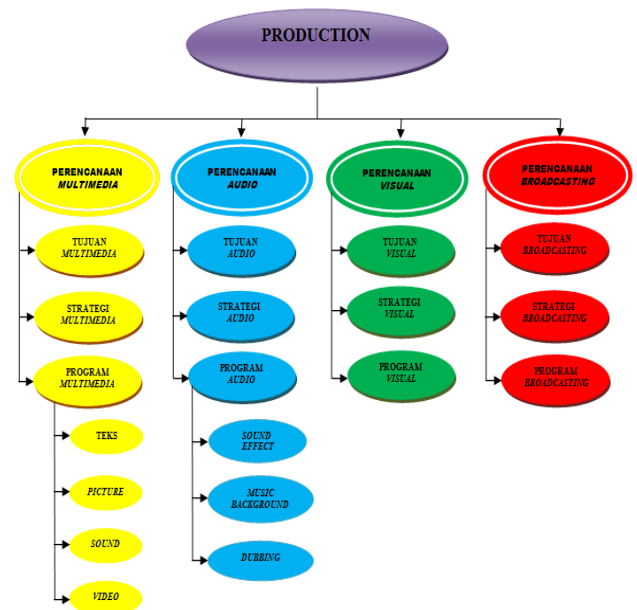 PRODUCTION
PERENCANAAN
MULTIMEDIA
TUJUAN
MULTIMEDIA
STRATEGI
MULTIMEDIA
PROGRAM
MULTIMEDIA
TEKS
PICTURE
SOUND
VIDEO
PERENCANAAN
AUDIO
TUJUAN
AUDIO
STRATEGI
AUDIO
PROGRAM
AUDIO
SOUND
EFFECT
MUSIC
BACKGROUND
DUBBING
PERENCANAAN
VISUAL
TUJUAN
VISUAL
STRATEGI
VISUAL
PROGRAM
VISUAL
PERENCANAAN
BROADCASTING
TUJUAN
BROADCASTING
STRATEGI
BROADCASTING
PROGRAM
BROADCASTING